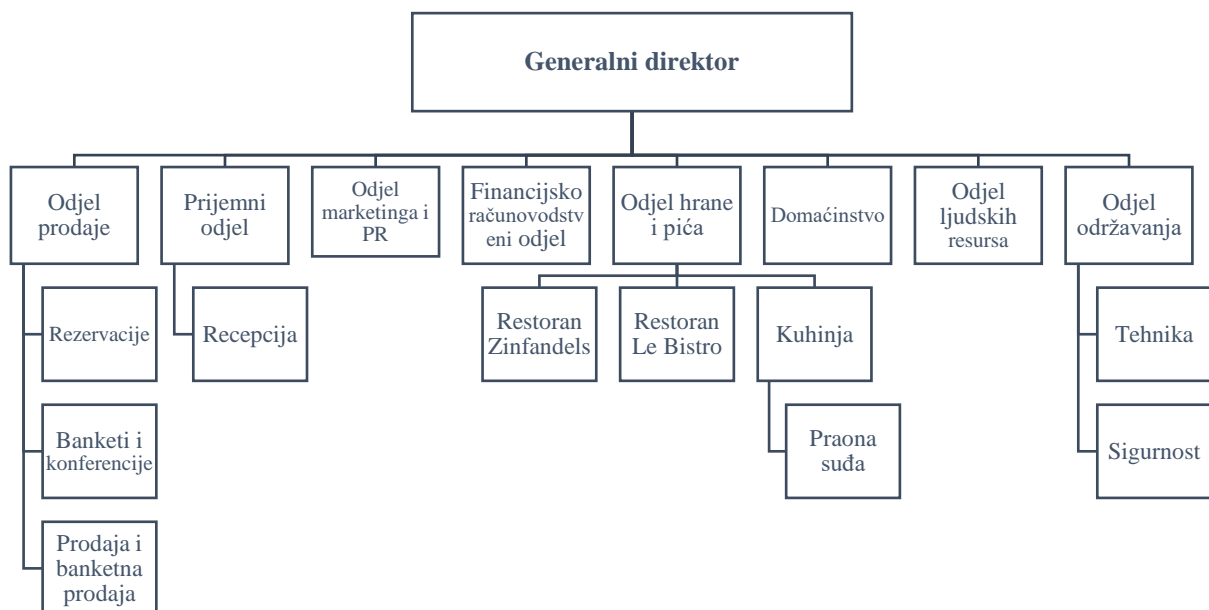 Generalni direktor
Odjel
prodaje
Prijemni
odjel
Odjel
marketinga i
PR
Financijsko
računovodstv
eni odjel
Odjel hrane
i pića
Domaćinstvo
Odjel
ljudskih
resursa
Odjel
održavanja
Rezervacije
Recepcija
Restoran
Zinfandels
Restoran
Le Bistro
Kuhinja
Tehnika
Banketi i
konferencije
Praona
suđa
Sigurnost
Prodaja i
banketna
prodaja